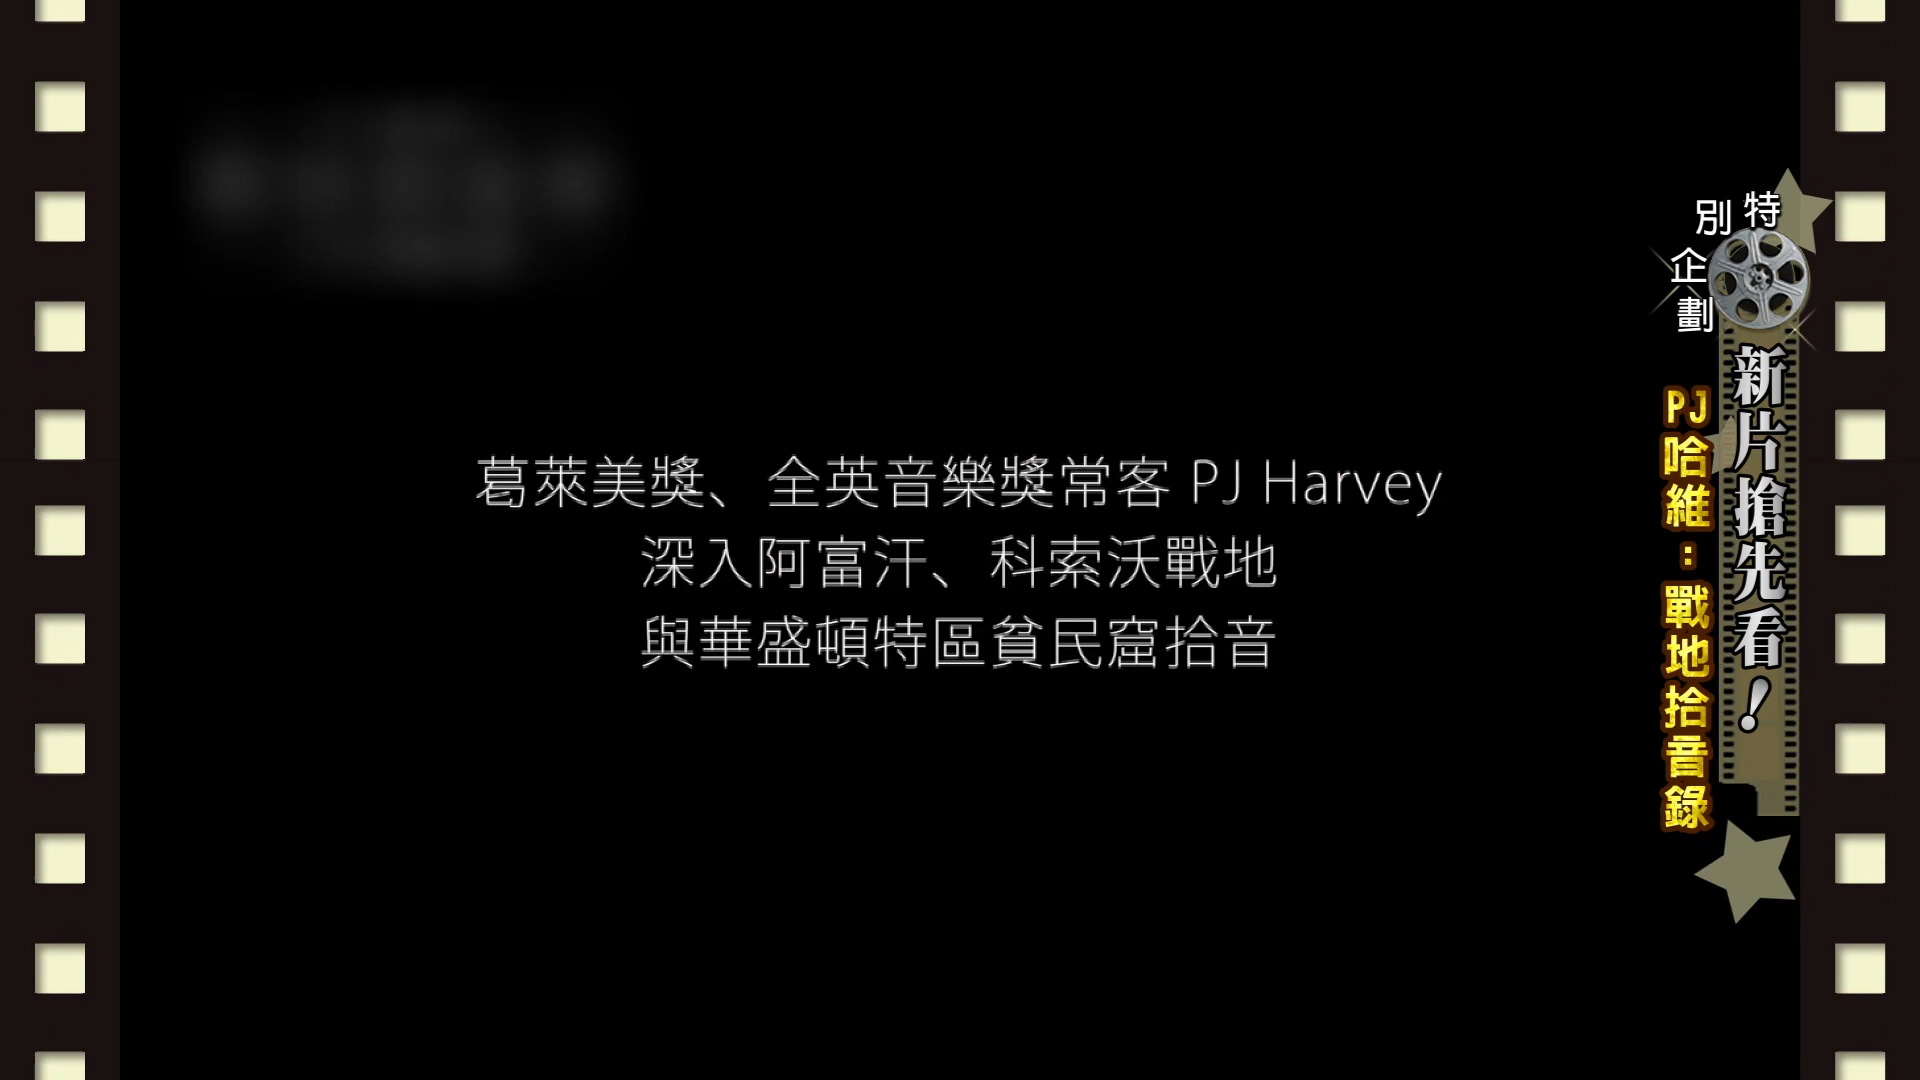 葛萊美獎、全英音樂獎常客 PJ Harvey
深入阿富汗、科索沃戰地
與華盛頓特區貧民窟拾音
特別企劃
新片搶先看！
PJ哈維：戰地拾音錄